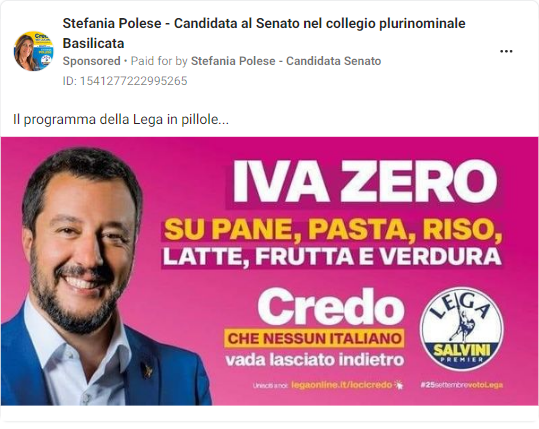 Stefania Polese - Candidata al Senato nel collegio plurinominale
Basilicata
Sponsored • Paid for by Stefania Polese - Candidata Senato
ID: 1541277222995265
Il programma della Lega in pillole...
IVA ZERO
SU PANE, PASTA, RISO,
LATTE, FRUTTA E VERDURA
Credo
CHE NESSUN ITALIANO
vada lasciato indietro
LEGA
SALVINI
PREMIER
Unisciti a noi: legaonline.it/iocicredo
#25settembrevotoLega